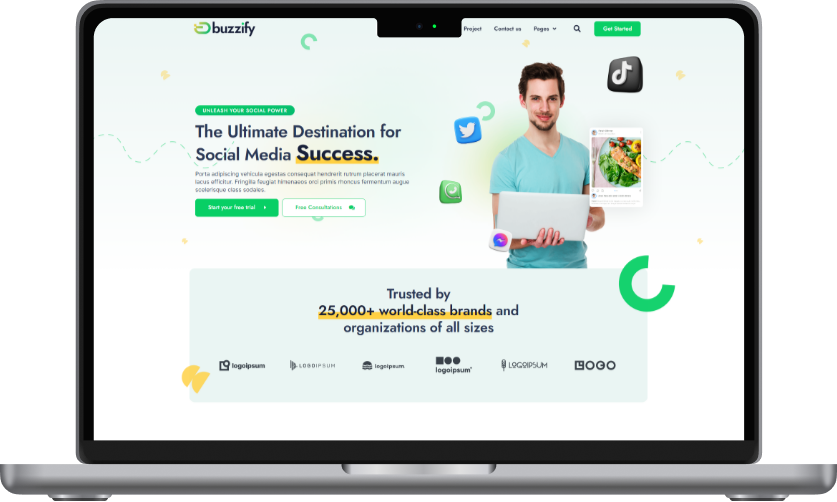 buzzify
Project
Contact us
Pages
Get Started
UNLEASH YOUR SOCIAL POWER
The Ultimate Destination for
Social Media Success.
Porta adipiscing vehicula egestas consequat hendrerit rutrum placerat mauris
lacus efficitur. Fringilla feugiat himenaeos orci primis rhoncus fermentum augue
scelerisque class sodales.
Start your free trial
Free Consultations
Trusted by
25,000+ world-class brands and
organizations of all sizes
logoipsum
LOGOIPSUM
logoipsum
logoipsum
LOGOIPSUM
LOGO